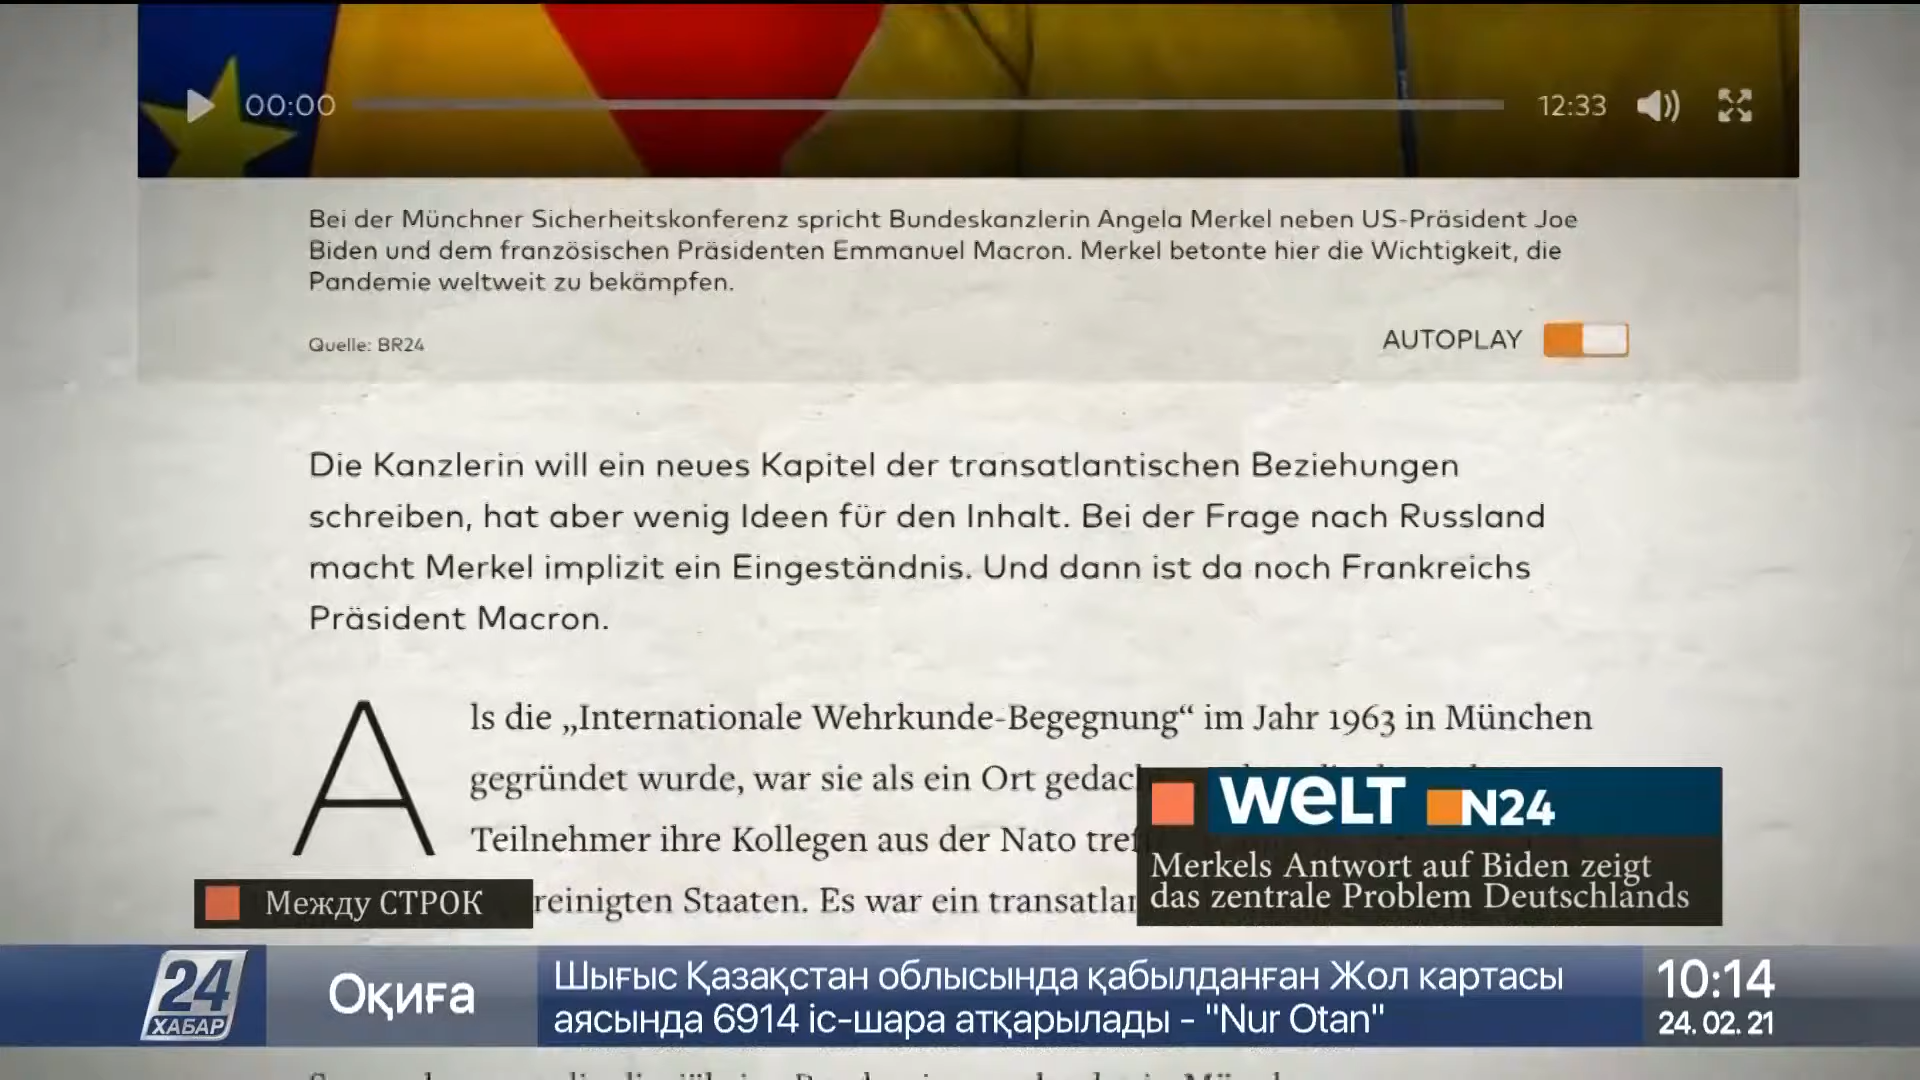 00:00
12:33
Bei der Münchner Sicherheitskonferenz spricht Bundeskanzlerin Angela Merkel neben US-Präsident Joe
Biden und dem französischen Präsidenten Emmanuel Macron. Merkel betonte hier die Wichtigkeit, die
Pandemie weltweit zu bekämpfen.
Quelle: BR24
AUTOPLAY
Die Kanzlerin will ein neues Kapitel der transatlantischen Beziehungen
schreiben, hat aber wenig Ideen für den Inhalt. Bei der Frage nach Russland
macht Merkel implizit ein Eingeständnis. Und dann ist da noch Frankreichs
Präsident Macron.
Als die „Internationale Wehrkunde-Begegnung“ im Jahr 1963 in München
gegründet wurde, war sie als ein Ort
Teilnehmer ihre Kollegen aus der Nato
Staaten. Es war ein
WELT N24
Merkels Antwort auf Biden zeigt
das zentrale Problem Deutschlands
Между СТРОК
24 ХАБАР
Оқиға
Шығыс Қазақстан облысында қабылданған Жол картасы
аясында 6914 іс-шара атқарылады - "Nur Otan"
10:14
24. 02. 21